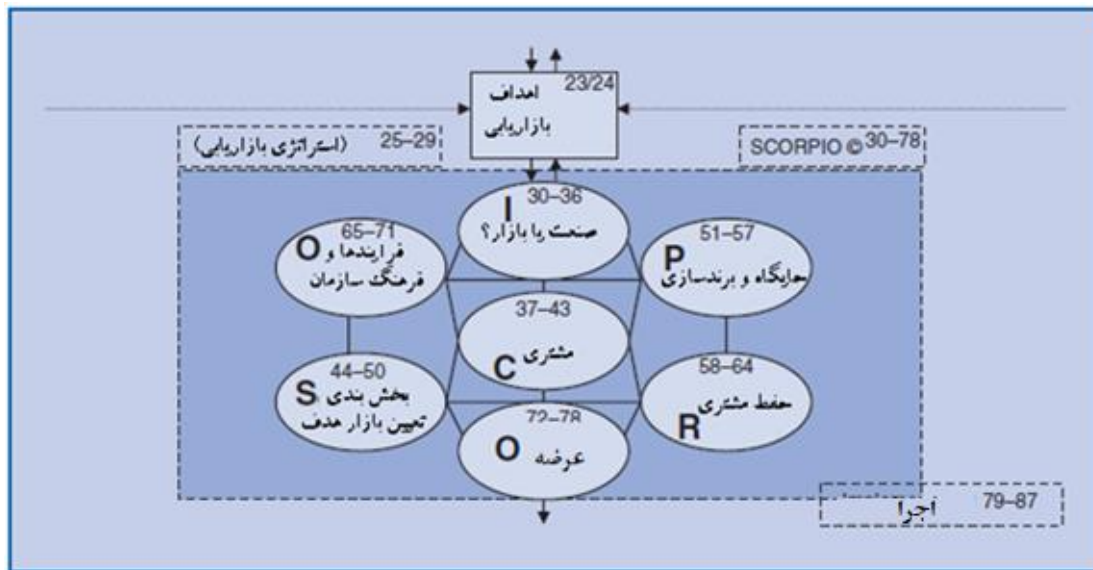 23/24
اهداف
بازاریابی
25–29 (استراتژی بازاریابی)
SCORPIO © 30–78
30–36
I
صنعت یا بازار؟
65–71
O فرایندها و
فرهنگ سازمان
51–57
P
جایگاه و برندسازی
37–43
مشتری
C
44–50
S بخش بندی
تعیین بازار هدف
58–64
حفظ مشتری
R
72–78
O عرضه
79–87 اجرا